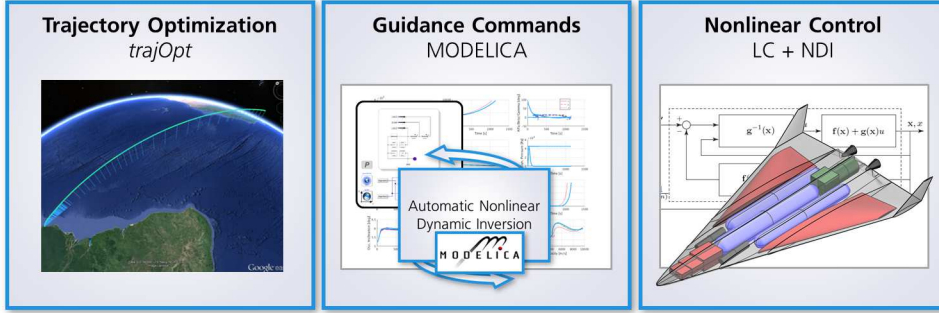 Trajectory Optimization
trajOpt
Google
Guidance Commands
MODELICA
P
Automatic Nonlinear
Dynamic Inversion
MODELICA
Nonlinear Control
LC + NDI
+
−
g⁻¹(x)
f(x) + g(x)u
x, ẋ